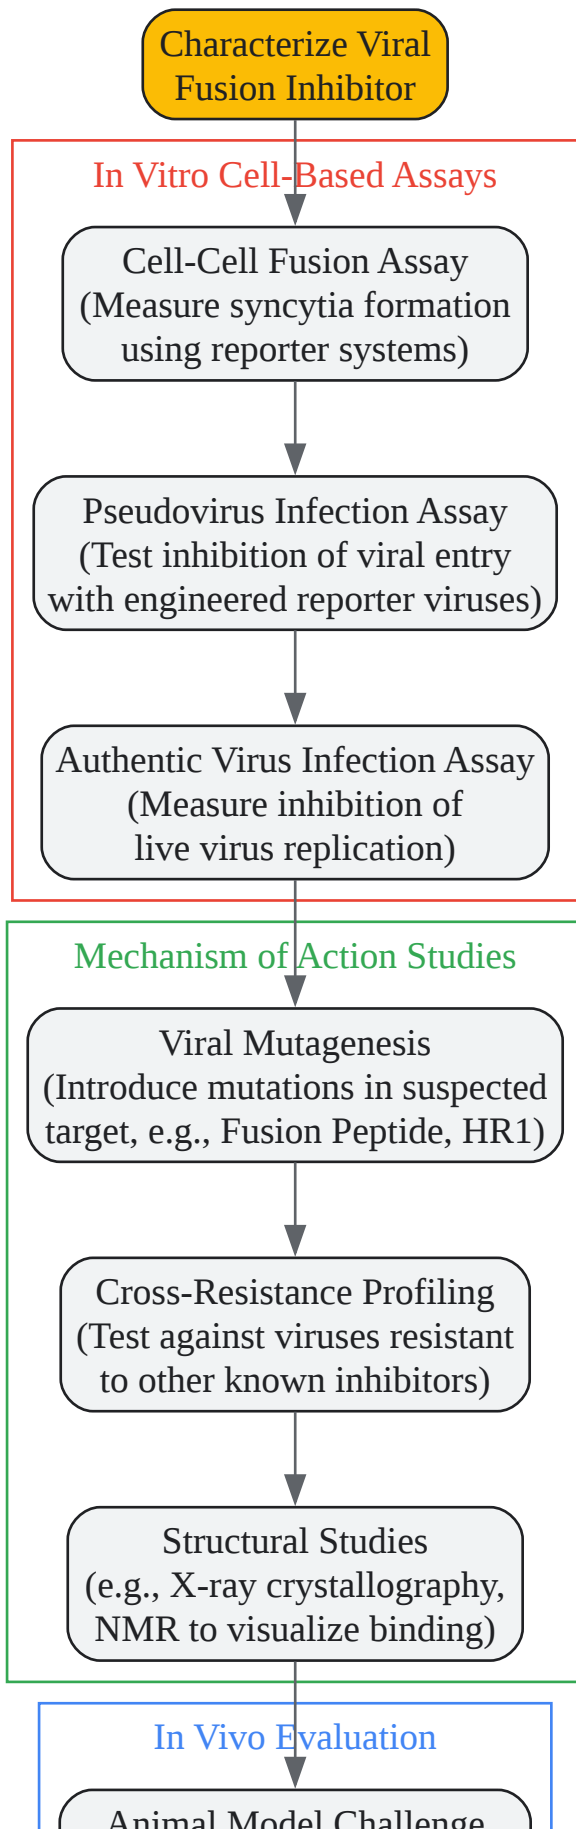 Characterize Viral
Fusion Inhibitor
In Vitro Cell-Based Assays
Cell-Cell Fusion Assay
(Measure syncytia formation
using reporter systems)
Pseudovirus Infection Assay
(Test inhibition of viral entry
with engineered reporter viruses)
Authentic Virus Infection Assay
(Measure inhibition of
live virus replication)
Mechanism of Action Studies
Viral Mutagenesis
(Introduce mutations in suspected
target, e.g., Fusion Peptide, HR1)
Cross-Resistance Profiling
(Test against viruses resistant
to other known inhibitors)
Structural Studies
(e.g., X-ray crystallography,
NMR to visualize binding)
In Vivo Evaluation
Animal Model Challenge